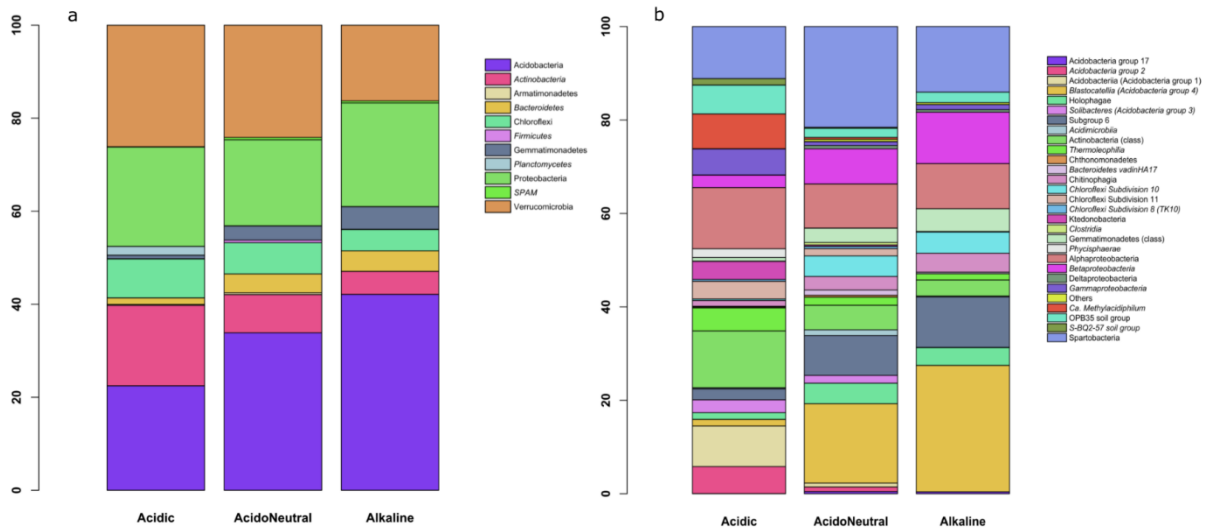 a
100
80
60
40
20
0
Acidic
AcidoNeutral
Alkaline
Acidobacteria
Actinobacteria
Armatimonadetes
Bacteroidetes
Chloroflexi
Firmicutes
Gemmatimonadetes
Planctomycetes
Proteobacteria
SPAM
Verrucomicrobia
b
100
80
60
40
20
0
Acidic
AcidoNeutral
Alkaline
Acidobacteria group 17
Acidobacteria group 2
Acidobacteriia (Acidobacteria group 1)
Blastocatellia (Acidobacteria group 4)
Holophagae
Solibacteres (Acidobacteria group 3)
Subgroup 6
Acidimicrobiia
Actinobacteria (class)
Thermoleophilia
Chthonomonadetes
Bacteroidetes vadinHA17
Chitinophagia
Chloroflexi Subdivision 10
Chloroflexi Subdivision 11
Chloroflexi Subdivision 8 (TK10)
Ktedonobacteria
Clostridia
Gemmatimonadetes (class)
Phycisphaerae
Alphaproteobacteria
Betaproteobacteria
Deltaproteobacteria
Gammaproteobacteria
Others
Ca. Methylacidiphilum
OPB35 soil group
S-BQ2-57 soil group
Spartobacteria